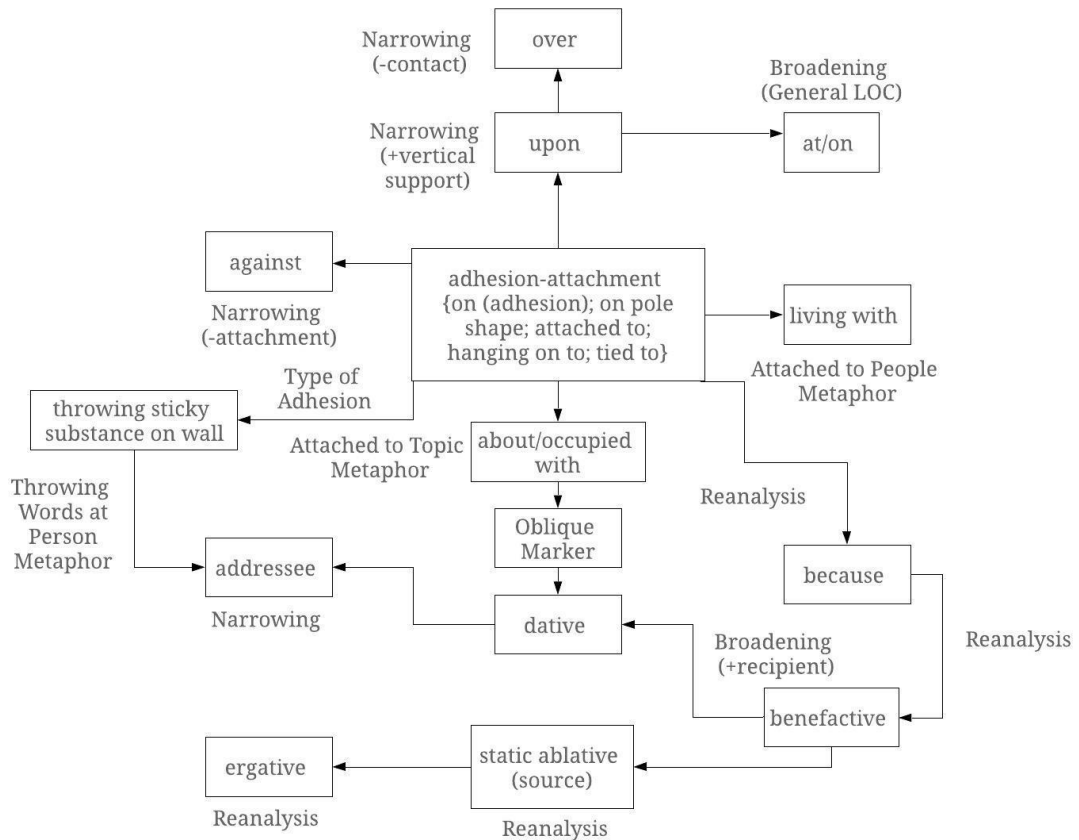 Narrowing
(-contact)
over
Broadening
(General LOC)
Narrowing
(+vertical
support)
upon
at/on
against
Narrowing
(-attachment)
adhesion-attachment
{on (adhesion); on pole
shape; attached to;
hanging on to; tied to}
living with
Attached to People
Metaphor
Type of
Adhesion
throwing sticky
substance on wall
Attached to Topic
Metaphor
about/occupied
with
Reanalysis
Throwing
Words at
Person
Metaphor
Oblique
Marker
addressee
Narrowing
because
dative
Broadening
(+recipient)
Reanalysis
benefactive
ergative
Reanalysis
static ablative
(source)
Reanalysis